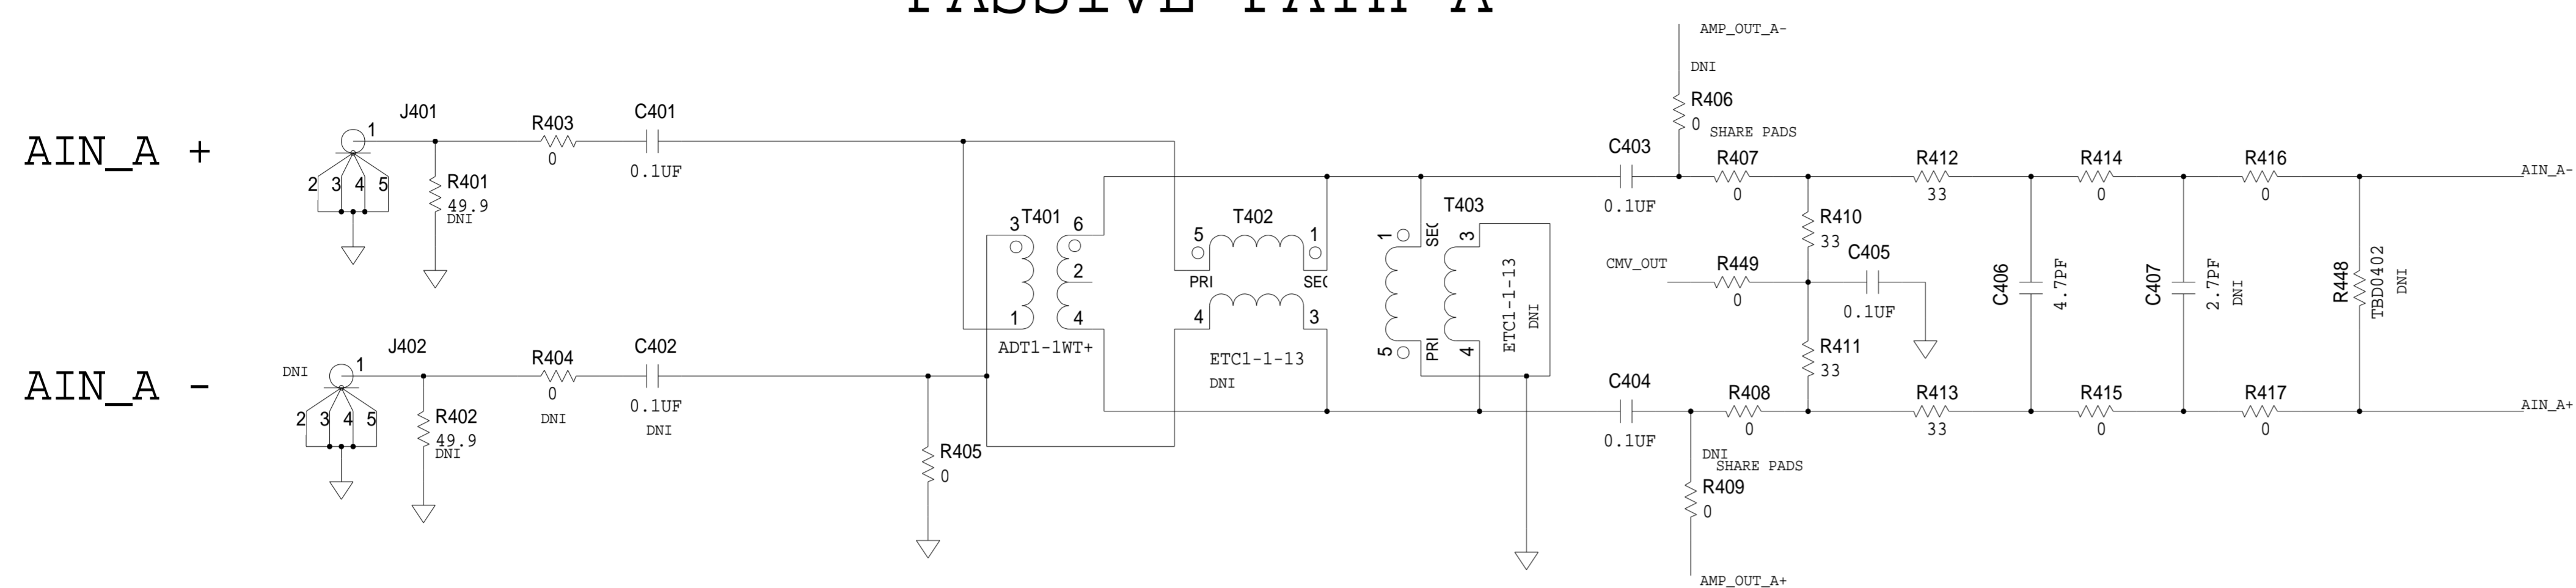 PASSIVE PATH A
AMP_OUT_A-
DNI
R406
0
SHARE PADS
AIN_A +
J401
1
2 3 4 5
R401
49.9
DNI
R403
0
C401
0.1UF
T401
3
1
6
2
4
ADT1-1WT+
T402
5
1
PRI
SEC
4
3
ETC1-1-13
DNI
T403
1
SEC
3
5
PRI
4
ETC1-1-13
DNI
C403
0.1UF
R407
0
R412
33
R414
0
R416
0
AIN_A-
R410
33
CMV_OUT
R449
0
C405
0.1UF
R411
33
C406
4.7PF
C407
2.7PF
DNI
R448
TBD0402
DNI
AIN_A -
DNI
J402
1
2 3 4 5
R402
49.9
DNI
R404
0
DNI
C402
0.1UF
DNI
R405
0
C404
0.1UF
R408
0
R413
33
R415
0
R417
0
AIN_A+
DNI
SHARE PADS
R409
0
AMP_OUT_A+